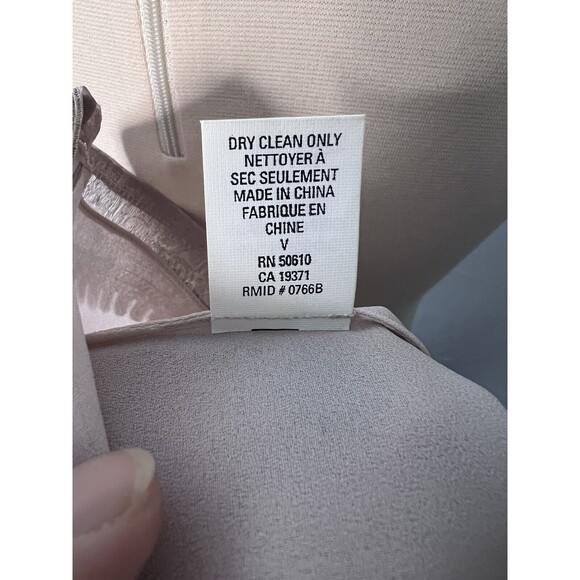 DRY CLEAN ONLY
NETTOYER À
SEC SEULEMENT
MADE IN CHINA
FABRIQUE EN
CHINE
V
RN 50610
CA 19371
RMID # 0766B